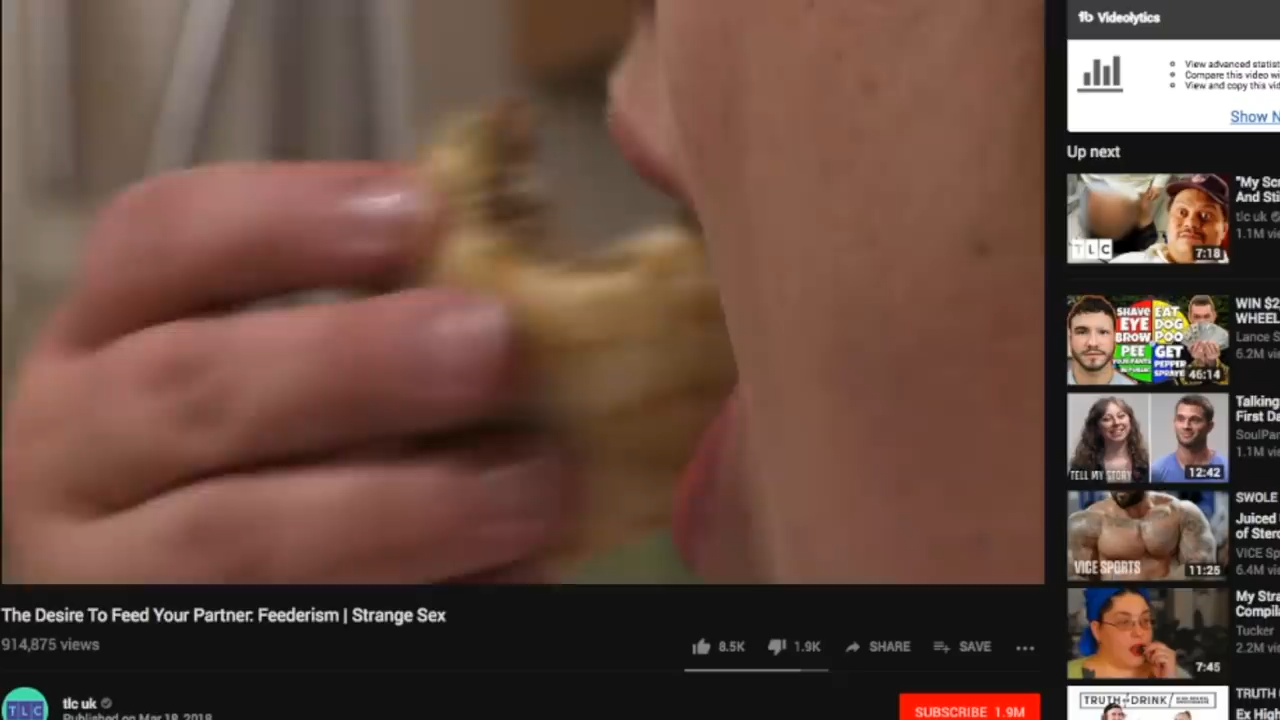 Videolytics
View advanced statist
Compare this video wi
View and copy this vid
Show N
Up next
"My Scr
And Sti
tlc uk
1.1M vie
TLC
7:18
WIN $2
WHEEL
Lance S
6.2M vi
SHAVE EYE BROW
EAT DOG POO
PEE
GET PEPPER SPRAYE
46:14
Talking
First Da
SoulPan
1.1M vie
TELL MY STORY
12:42
SWOLE
Juiced
of Stero
VICE Sp
6.4M vie
VICE SPORTS
11:25
My Stra
Compila
Tucker
2.2M vie
7:45
TRUTH OR DRINK
TRUTH
Ex High
The Desire To Feed Your Partner: Feederism | Strange Sex
914,875 views
8.5K
1.9K
SHARE
SAVE
TLC
tlc uk
Published on Mar 18, 2018
SUBSCRIBE 1.9M